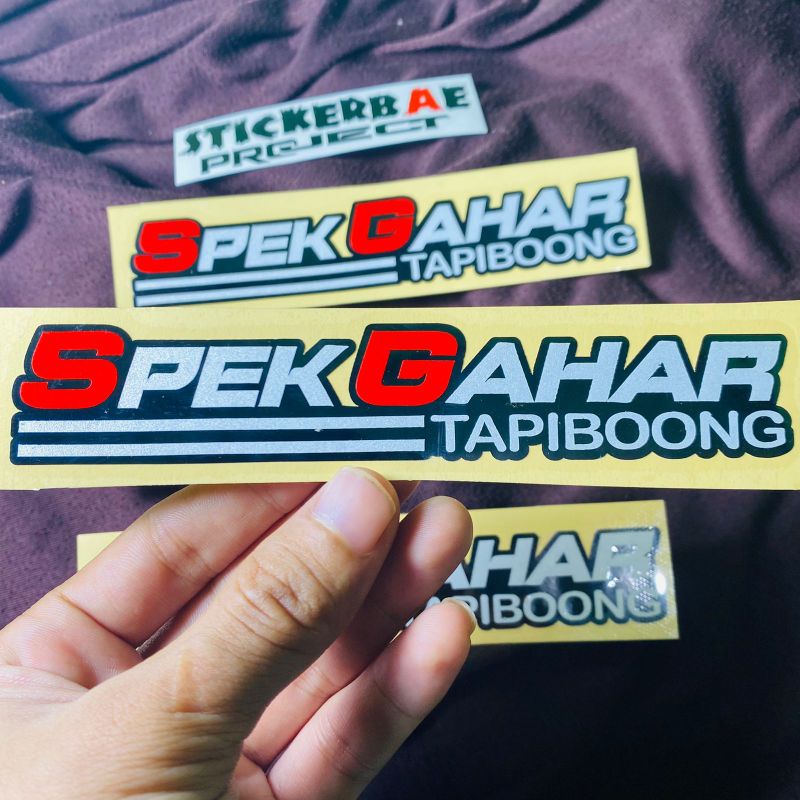 STICKERBAE
PROJECT
SPEK GAHAR
TAPIBOONG
SPEK GAHAR
TAPIBOONG
AHAR
APIBOONG